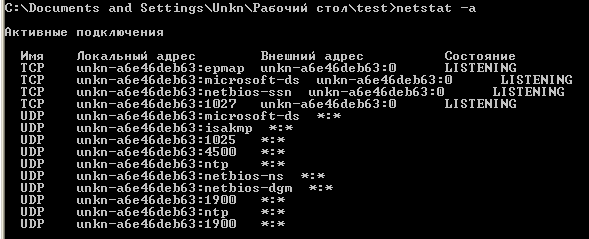 C:\Documents and Settings\Unkn\Рабочий стол\test>netstat -a
Активные подключения
Имя Локальный адрес Внешний адрес Состояние
TCP unkn-a6e46deb63:epmap unkn-a6e46deb63:0 LISTENING
TCP unkn-a6e46deb63:microsoft-ds unkn-a6e46deb63:0 LISTENING
TCP unkn-a6e46deb63:netbios-ssn unkn-a6e46deb63:0 LISTENING
TCP unkn-a6e46deb63:1027 unkn-a6e46deb63:0 LISTENING
UDP unkn-a6e46deb63:microsoft-ds *:*
UDP unkn-a6e46deb63:isakmp *:*
UDP unkn-a6e46deb63:1025 *:*
UDP unkn-a6e46deb63:4500 *:*
UDP unkn-a6e46deb63:ntp *:*
UDP unkn-a6e46deb63:netbios-ns *:*
UDP unkn-a6e46deb63:netbios-dgm *:*
UDP unkn-a6e46deb63:1900 *:*
UDP unkn-a6e46deb63:ntp *:*
UDP unkn-a6e46deb63:1900 *:*